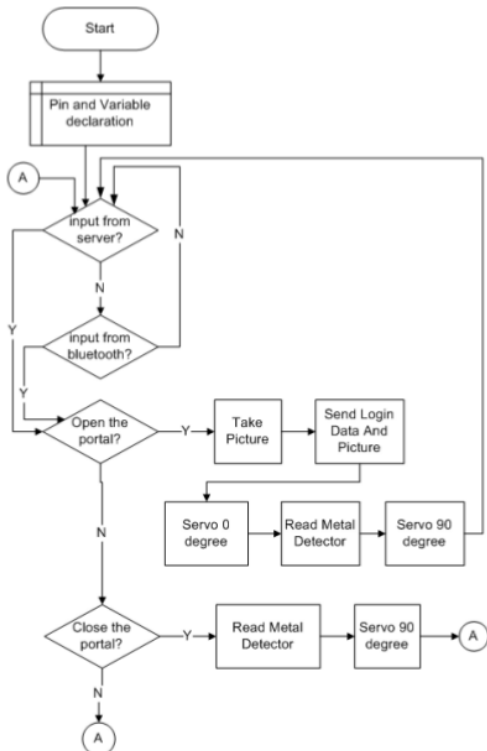 Start
Pin and Variable
declaration
A
input from
server?
N
N
Y
input from
bluetooth?
Y
Open the
portal?
Y
Take
Picture
Send Login
Data And
Picture
Servo 0
degree
Read Metal
Detector
Servo 90
degree
N
Close the
portal?
Y
Read Metal
Detector
Servo 90
degree
A
N
A